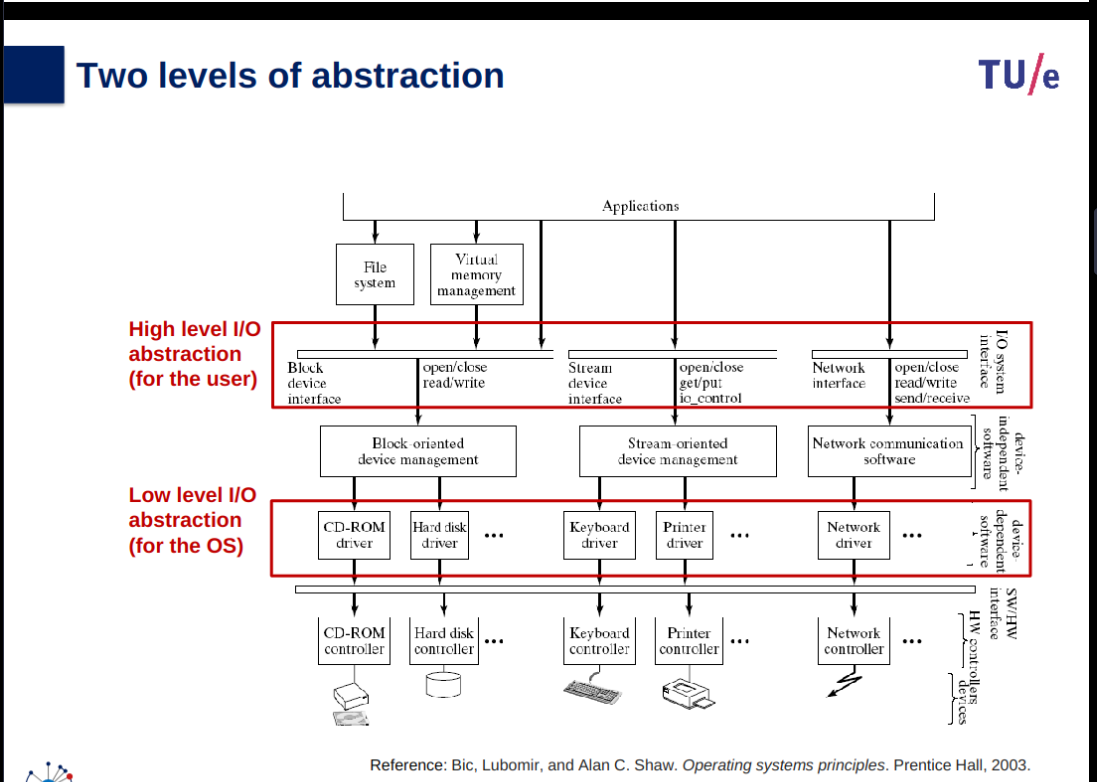 Two levels of abstraction
TU/e
Applications
File
system
Virtual
memory
management
High level I/O
abstraction
(for the user)
Block
device
interface
open/close
read/write
Stream
device
interface
open/close
get/put
io_control
Network
interface
open/close
read/write
send/receive
I/O system
interface
Block-oriented
device management
Stream-oriented
device management
Network communication
software
device-
independent
software
Low level I/O
abstraction
(for the OS)
CD-ROM
driver
Hard disk
driver
...
Keyboard
driver
Printer
driver
...
Network
driver
...
device-
dependent
software
SW/HW
interface
CD-ROM
controller
Hard disk
controller
...
Keyboard
controller
Printer
controller
...
Network
controller
...
HW controllers
devices
Reference: Bic, Lubomir, and Alan C. Shaw. Operating systems principles. Prentice Hall, 2003.